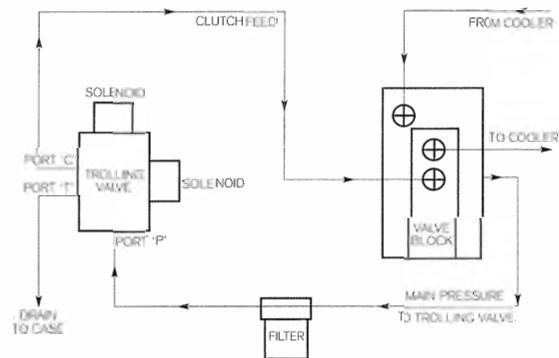 CLUTCH FEED
FROM COOLER
SOLENOID
TO COOLER
PORT 'C'
TROLLING
VALVE
PORT 'T'
SOLENOID
PORT 'P'
VALVE
BLOCK
MAIN PRESSURE
TO TROLLING VALVE
DRAIN
TO CASE
FILTER